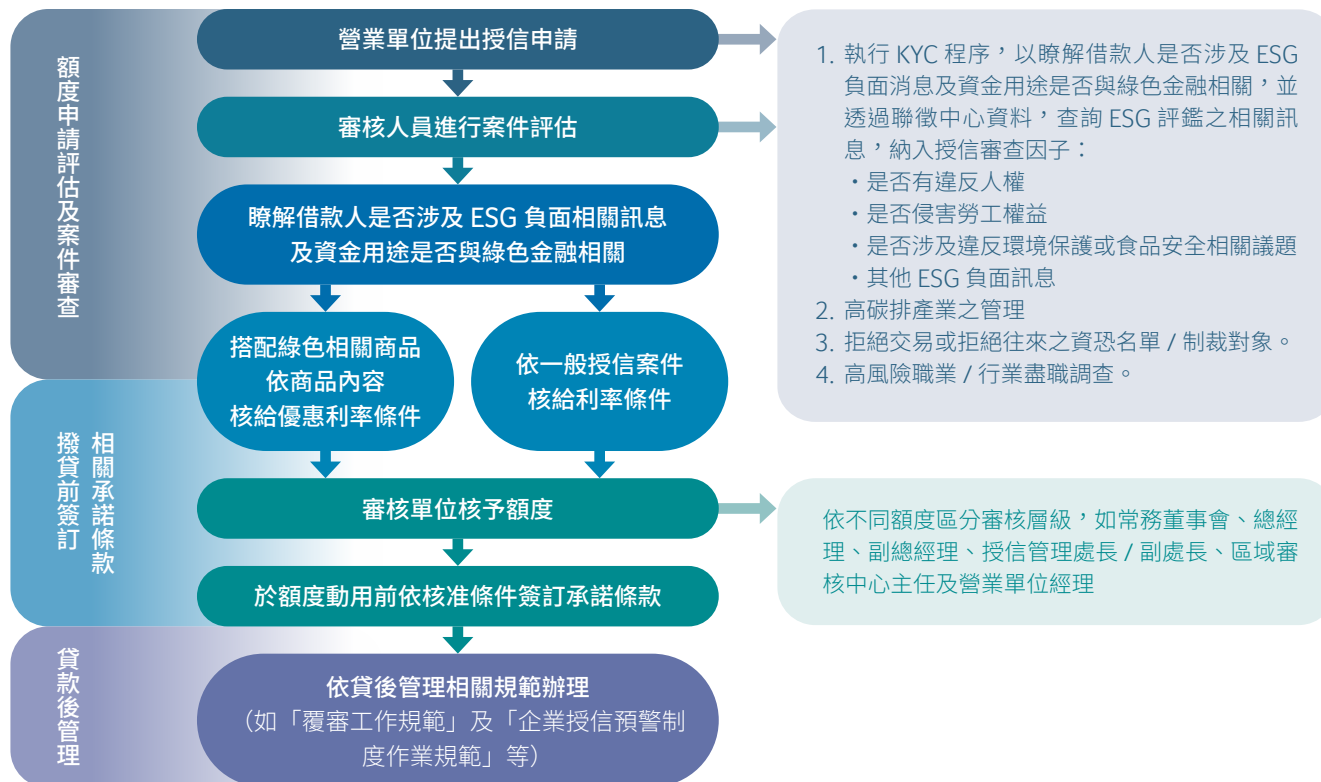 額度申請評估及案件審查
營業單位提出授信申請
審核人員進行案件評估
瞭解借款人是否涉及 ESG 負面相關訊息
及資金用途是否與綠色金融相關
搭配綠色相關商品
依商品內容
核給優惠利率條件
依一般授信案件
核給利率條件
1. 執行 KYC 程序，以瞭解借款人是否涉及 ESG
負面消息及資金用途是否與綠色金融相關，並
透過聯徵中心資料，查詢 ESG 評鑑之相關訊
息，納入授信審查因子：
・是否有違反人權
・是否侵害勞工權益
・是否涉及違反環境保護或食品安全相關議題
・其他 ESG 負面訊息
2. 高碳排產業之管理
3. 拒絕交易或拒絕往來之資恐名單 / 制裁對象。
4. 高風險職業 / 行業盡職調查。
相關承諾條款
撥貸前簽訂
審核單位核予額度
於額度動用前依核准條件簽訂承諾條款
依不同額度區分審核層級，如常務董事會、總經
理、副總經理、授信管理處長 / 副處長、區域審
核中心主任及營業單位經理
貸款後管理
依貸後管理相關規範辦理
（如「覆審工作規範」及「企業授信預警制
度作業規範」等）